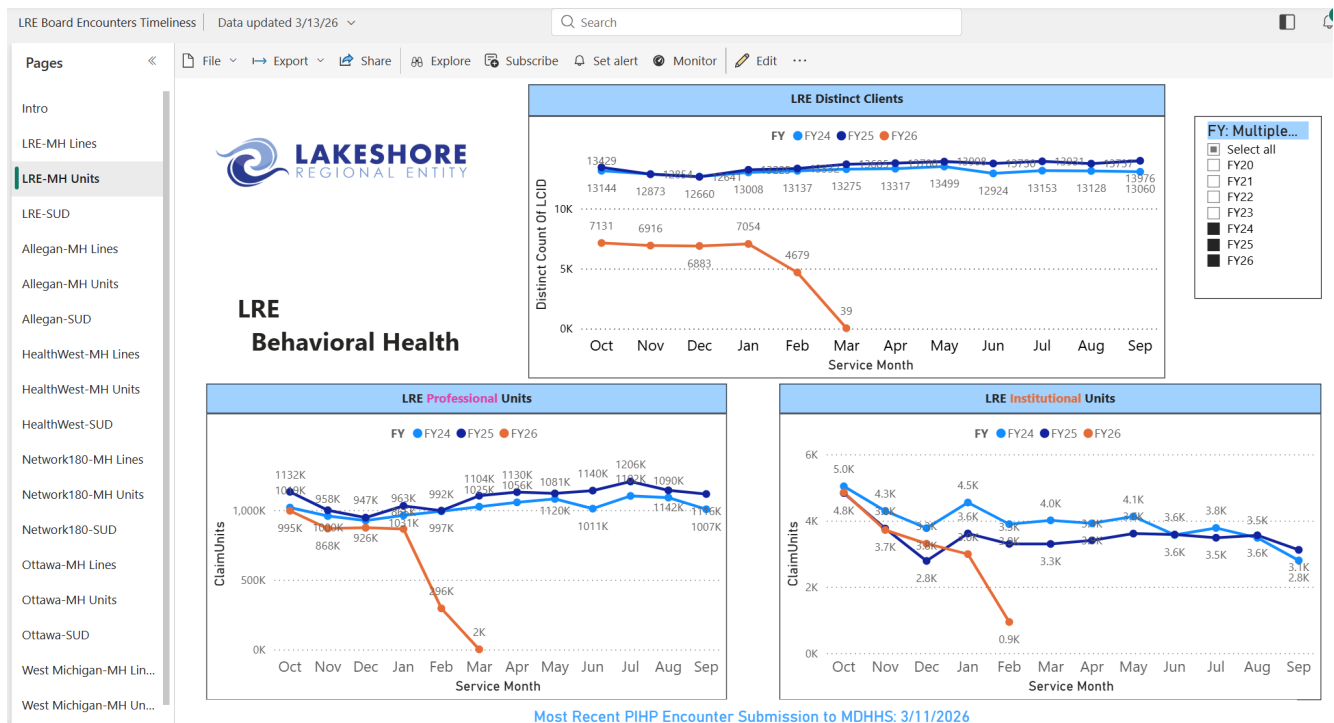 LRE Board Encounters Timeliness Data updated 3/13/26
Search
Pages
File Export Share Explore Subscribe Set alert Monitor Edit ...
Intro
LRE-MH Lines
LRE-MH Units
LRE-SUD
Allegan-MH Lines
Allegan-MH Units
Allegan-SUD
HealthWest-MH Lines
HealthWest-MH Units
HealthWest-SUD
Network180-MH Lines
Network180-MH Units
Network180-SUD
Ottawa-MH Lines
Ottawa-MH Units
Ottawa-SUD
West Michigan-MH Lin...
West Michigan-MH Un...
LAKESHORE
REGIONAL ENTITY
LRE
Behavioral Health
LRE Distinct Clients
FY FY24 FY25 FY26
Distinct Count Of LCID
10K
5K
0K
13429
12854 12641
13976
13144 12873 12660 13008 13137 13275 13317 13499 12924 13153 13128 13060
7131 6916 6883 7054 4679 39
Oct Nov Dec Jan Feb Mar Apr May Jun Jul Aug Sep
Service Month
FY: Multiple...
Select all
FY20
FY21
FY22
FY23
FY24
FY25
FY26
LRE Professional Units
FY FY24 FY25 FY26
ClaimUnits
1,000K
500K
0K
1132K 958K 947K 963K 992K 1104K 1130K 1081K 1140K 1206K 1090K
1025K 1056K
995K 868K 926K 1031K 997K 1120K 1011K 1142K 1007K
296K 2K
Oct Nov Dec Jan Feb Mar Apr May Jun Jul Aug Sep
Service Month
LRE Institutional Units
FY FY24 FY25 FY26
ClaimUnits
6K
4K
2K
0K
5.0K 4.3K 4.5K 4.0K 4.1K 3.6K 3.8K 3.5K
4.8K 3.7K 2.8K 3.6K 3.3K 3.6K 3.5K 3.6K 3.1K
2.8K
0.9K
Oct Nov Dec Jan Feb Mar Apr May Jun Jul Aug Sep
Service Month
Most Recent PIHP Encounter Submission to MDHHS: 3/11/2026